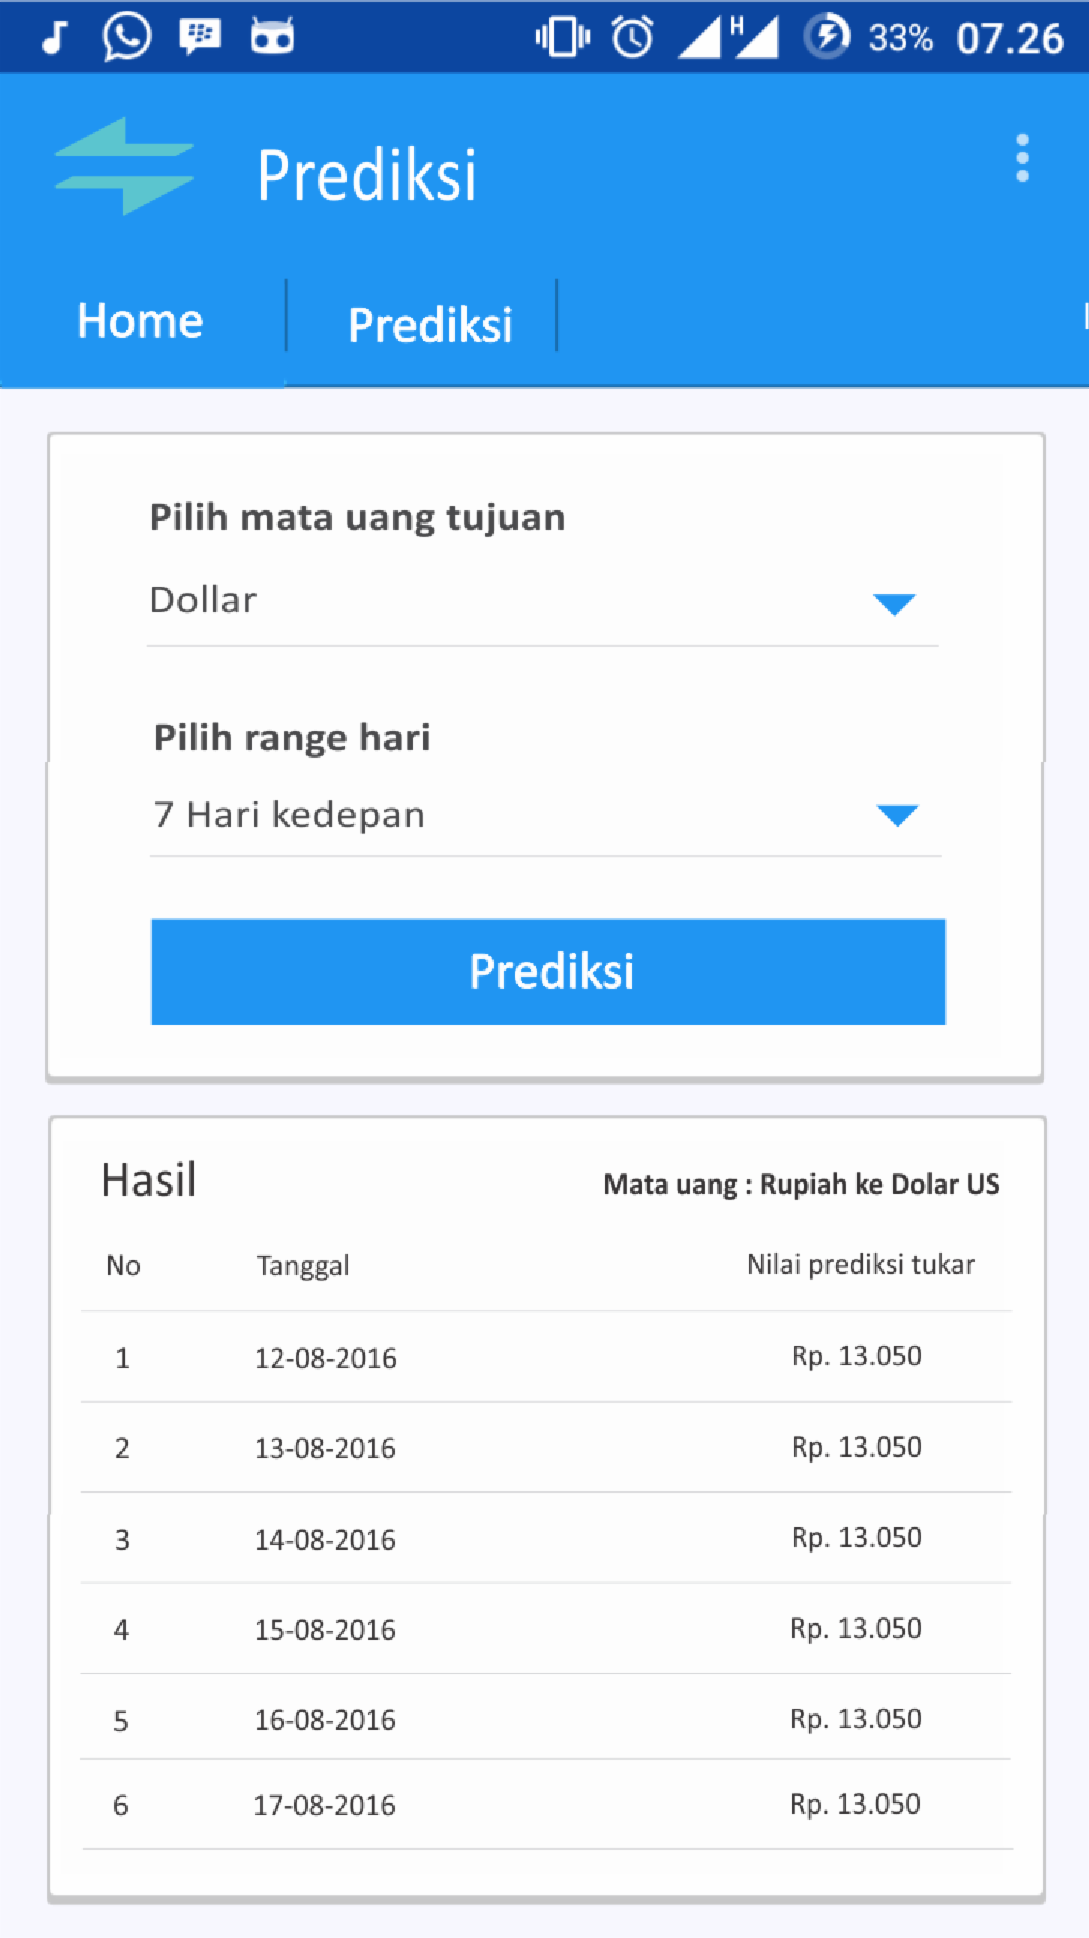 H 33% 07.26
Prediksi
Home Prediksi
Pilih mata uang tujuan
Dollar
Pilih range hari
7 Hari kedepan
Prediksi
Hasil Mata uang : Rupiah ke Dolar US
No Tanggal Nilai prediksi tukar
1 12-08-2016 Rp. 13.050
2 13-08-2016 Rp. 13.050
3 14-08-2016 Rp. 13.050
4 15-08-2016 Rp. 13.050
5 16-08-2016 Rp. 13.050
6 17-08-2016 Rp. 13.050